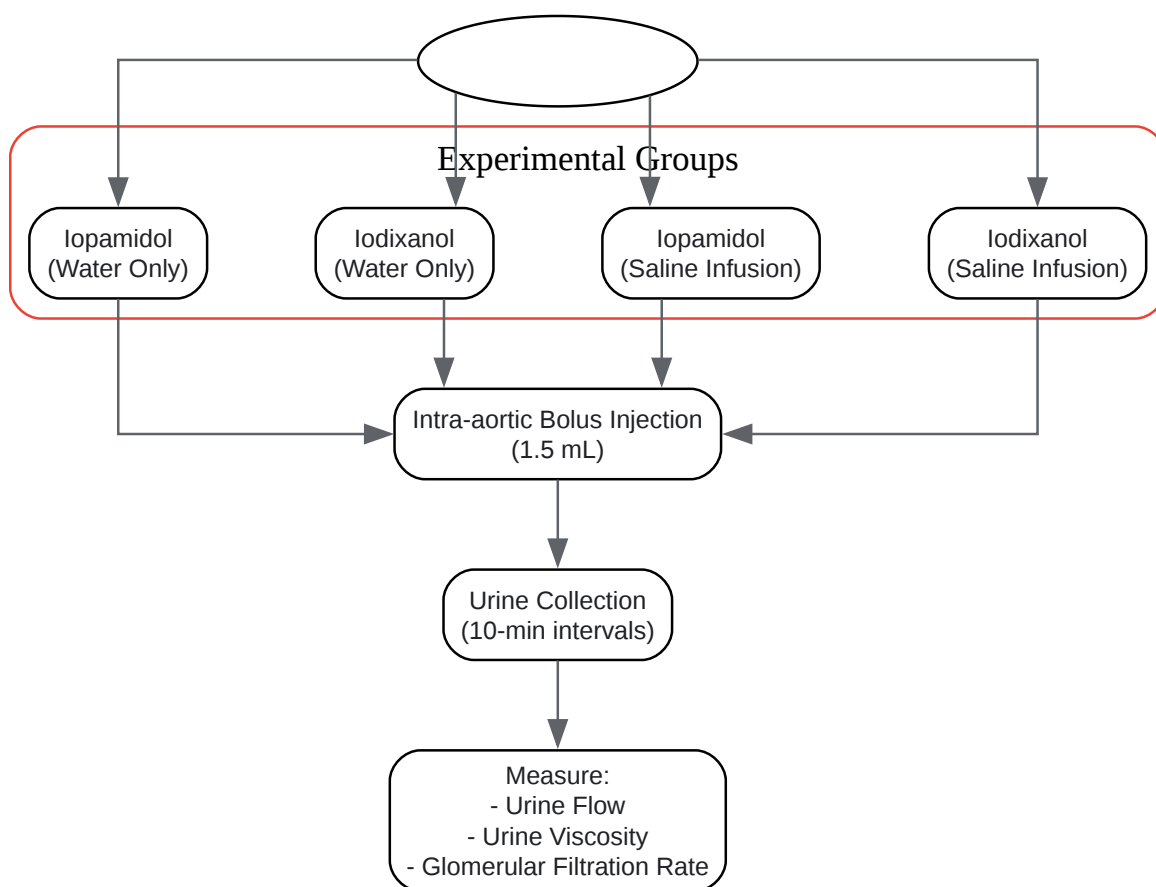 Experimental Groups
Iopamidol
(Water Only)
Iodixanol
(Water Only)
Iopamidol
(Saline Infusion)
Iodixanol
(Saline Infusion)
Intra-aortic Bolus Injection
(1.5 mL)
Urine Collection
(10-min intervals)
Measure:
- Urine Flow
- Urine Viscosity
- Glomerular Filtration Rate